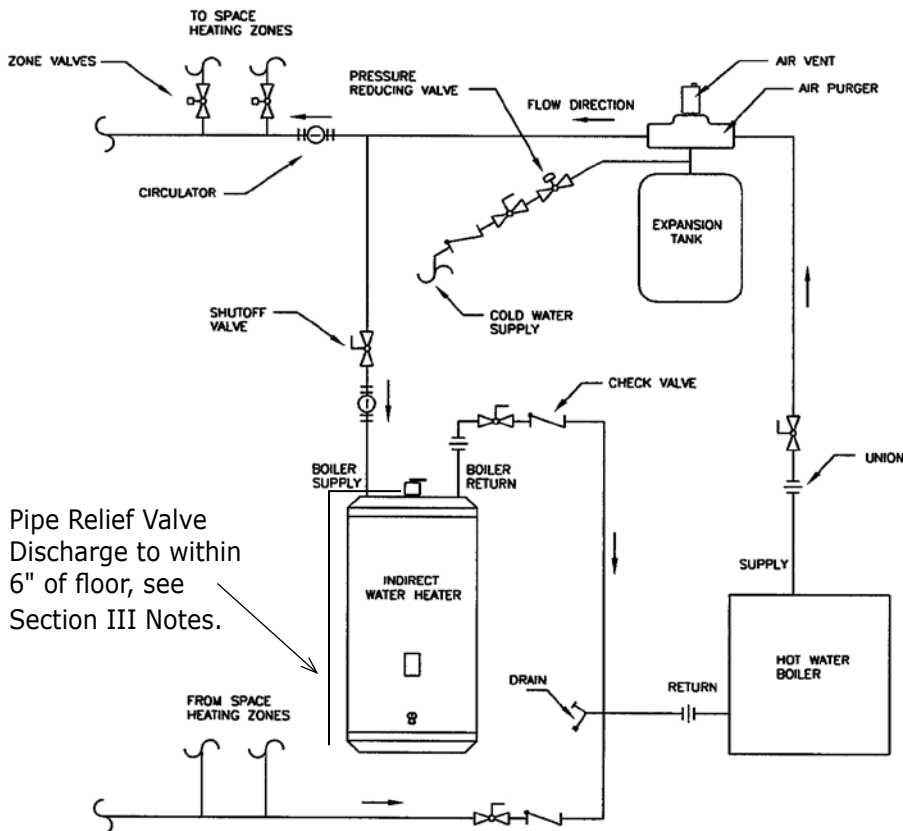 TO SPACE
HEATING ZONES
ZONE VALVES
PRESSURE
REDUCING VALVE
AIR VENT
AIR PURGER
FLOW DIRECTION
CIRCULATOR
EXPANSION
TANK
COLD WATER
SUPPLY
SHUTOFF
VALVE
CHECK VALVE
UNION
BOILER
SUPPLY
BOILER
RETURN
Pipe Relief Valve
Discharge to within
6" of floor, see
Section III Notes.
INDIRECT
WATER HEATER
SUPPLY
HOT WATER
BOILER
DRAIN
RETURN
FROM SPACE
HEATING ZONES